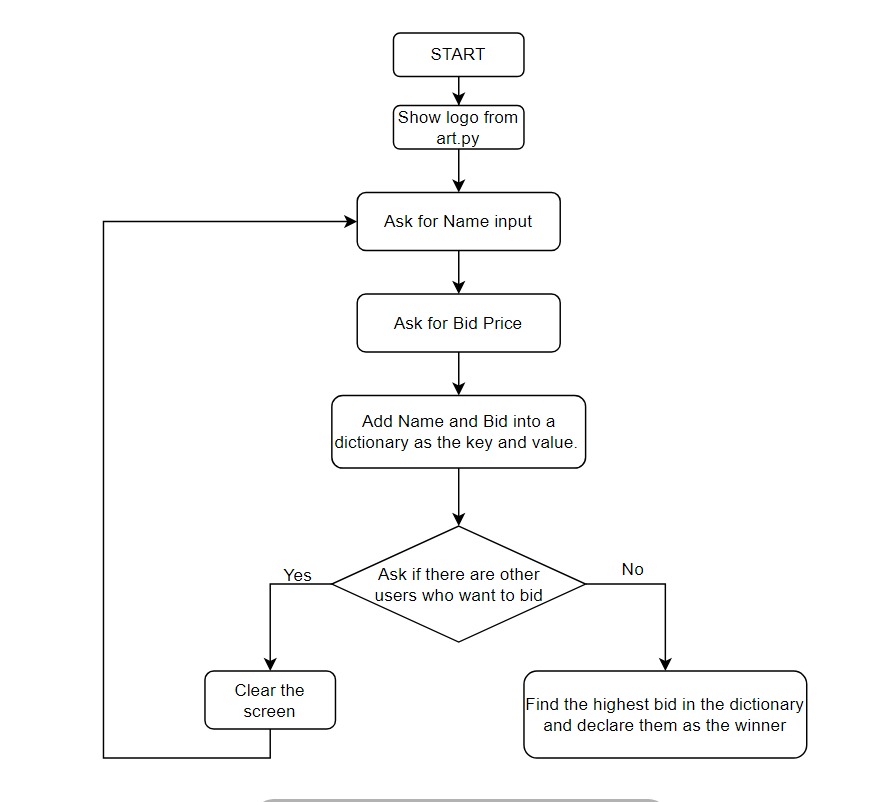 START
Show logo from
art.py
Ask for Name input
Ask for Bid Price
Add Name and Bid into a
dictionary as the key and value.
Ask if there are other
users who want to bid
Yes
No
Clear the
screen
Find the highest bid in the dictionary
and declare them as the winner